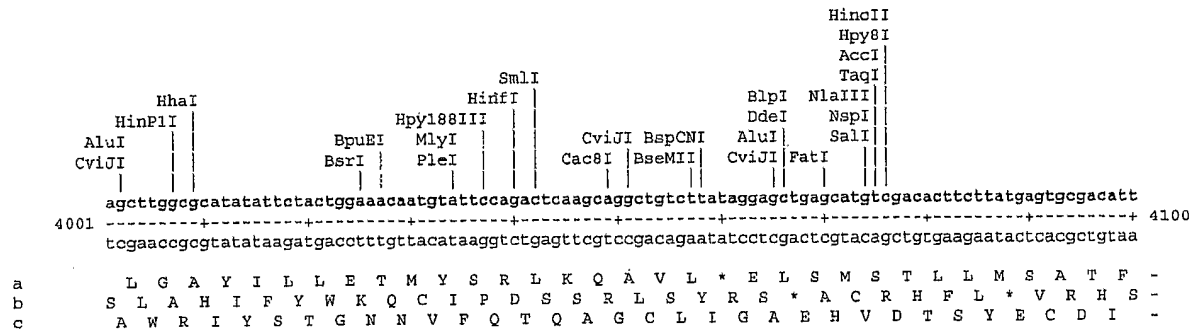 HincII
Hpy8I
AccI
SmlI TaqI
HhaI HinfI BlpI NlaIII
HinP1I Hpy188III DdeI NspI
AluI BpuEI MlyI CviJI BspCNI AluI SalI
CviJI BsrI PleI Cac8I BseMII CviJI FatI
agcttggcgcatatattctactggaaacaatgtattccagactcaagcaggctgtcttataggagctgagcatgtcgacacttcttatgagtgcgacatt
4001 ---------+---------+---------+---------+---------+---------+---------+---------+---------+---------+ 4100
tcgaaccgcgtatataagatgacctttgttacataaggtctgagttcgtccgacagaatatcctcgactcgtacagctgtgaagaatactcacgctgtaa
a L G A Y I L L E T M Y S R L K Q A V L * E L S M S T L L M S A T F -
b S L A H I F Y W K Q C I P D S S R L S Y R S * A C R H F L * V R H S -
c A W R I Y S T G N N V F Q T Q A G C L I G A E H V D T S Y E C D I -